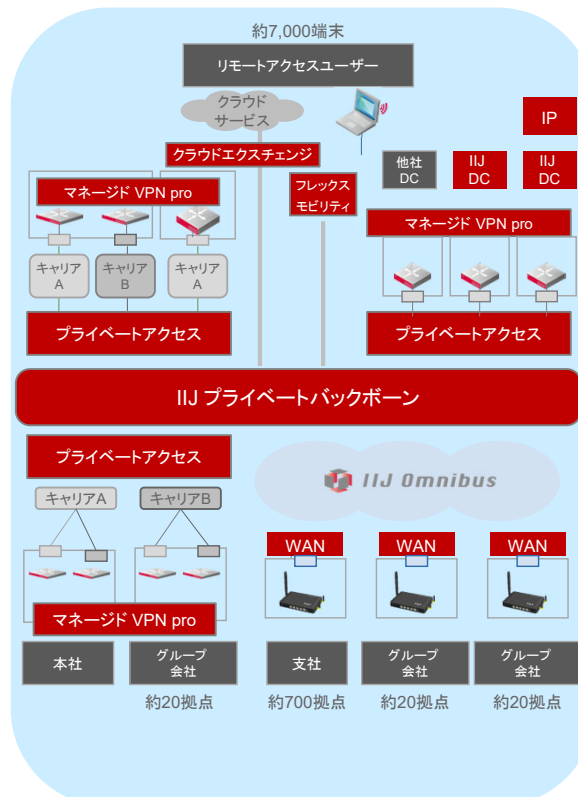 約7,000端末
リモートアクセスユーザー
クラウド
サービス
IP
クラウドエクスチェンジ
他社
DC
IIJ
DC
IIJ
DC
フレックス
モビリティ
マネージド VPN pro
マネージド VPN pro
キャリア
A
キャリア
B
キャリア
A
プライベートアクセス
プライベートアクセス
IIJ プライベートバックボーン
プライベートアクセス
IIJ Omnibus
キャリアA
キャリアB
WAN
WAN
WAN
マネージド VPN pro
本社
グループ
会社
支社
グループ
会社
グループ
会社
約20拠点
約700拠点
約20拠点
約20拠点